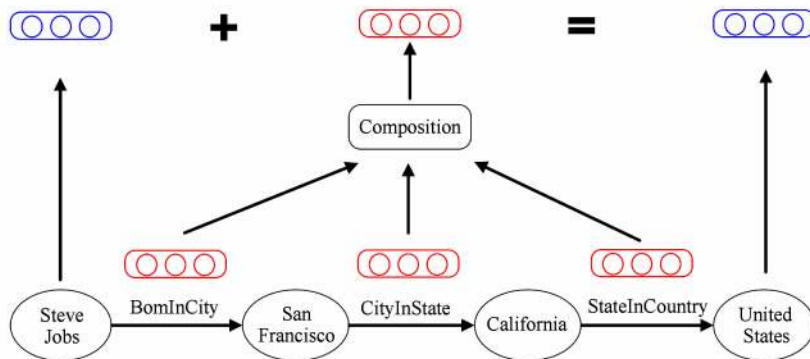 +
=
Composition
Steve
Jobs
BomInCity
San
Francisco
CityInState
California
StateInCountry
United
States